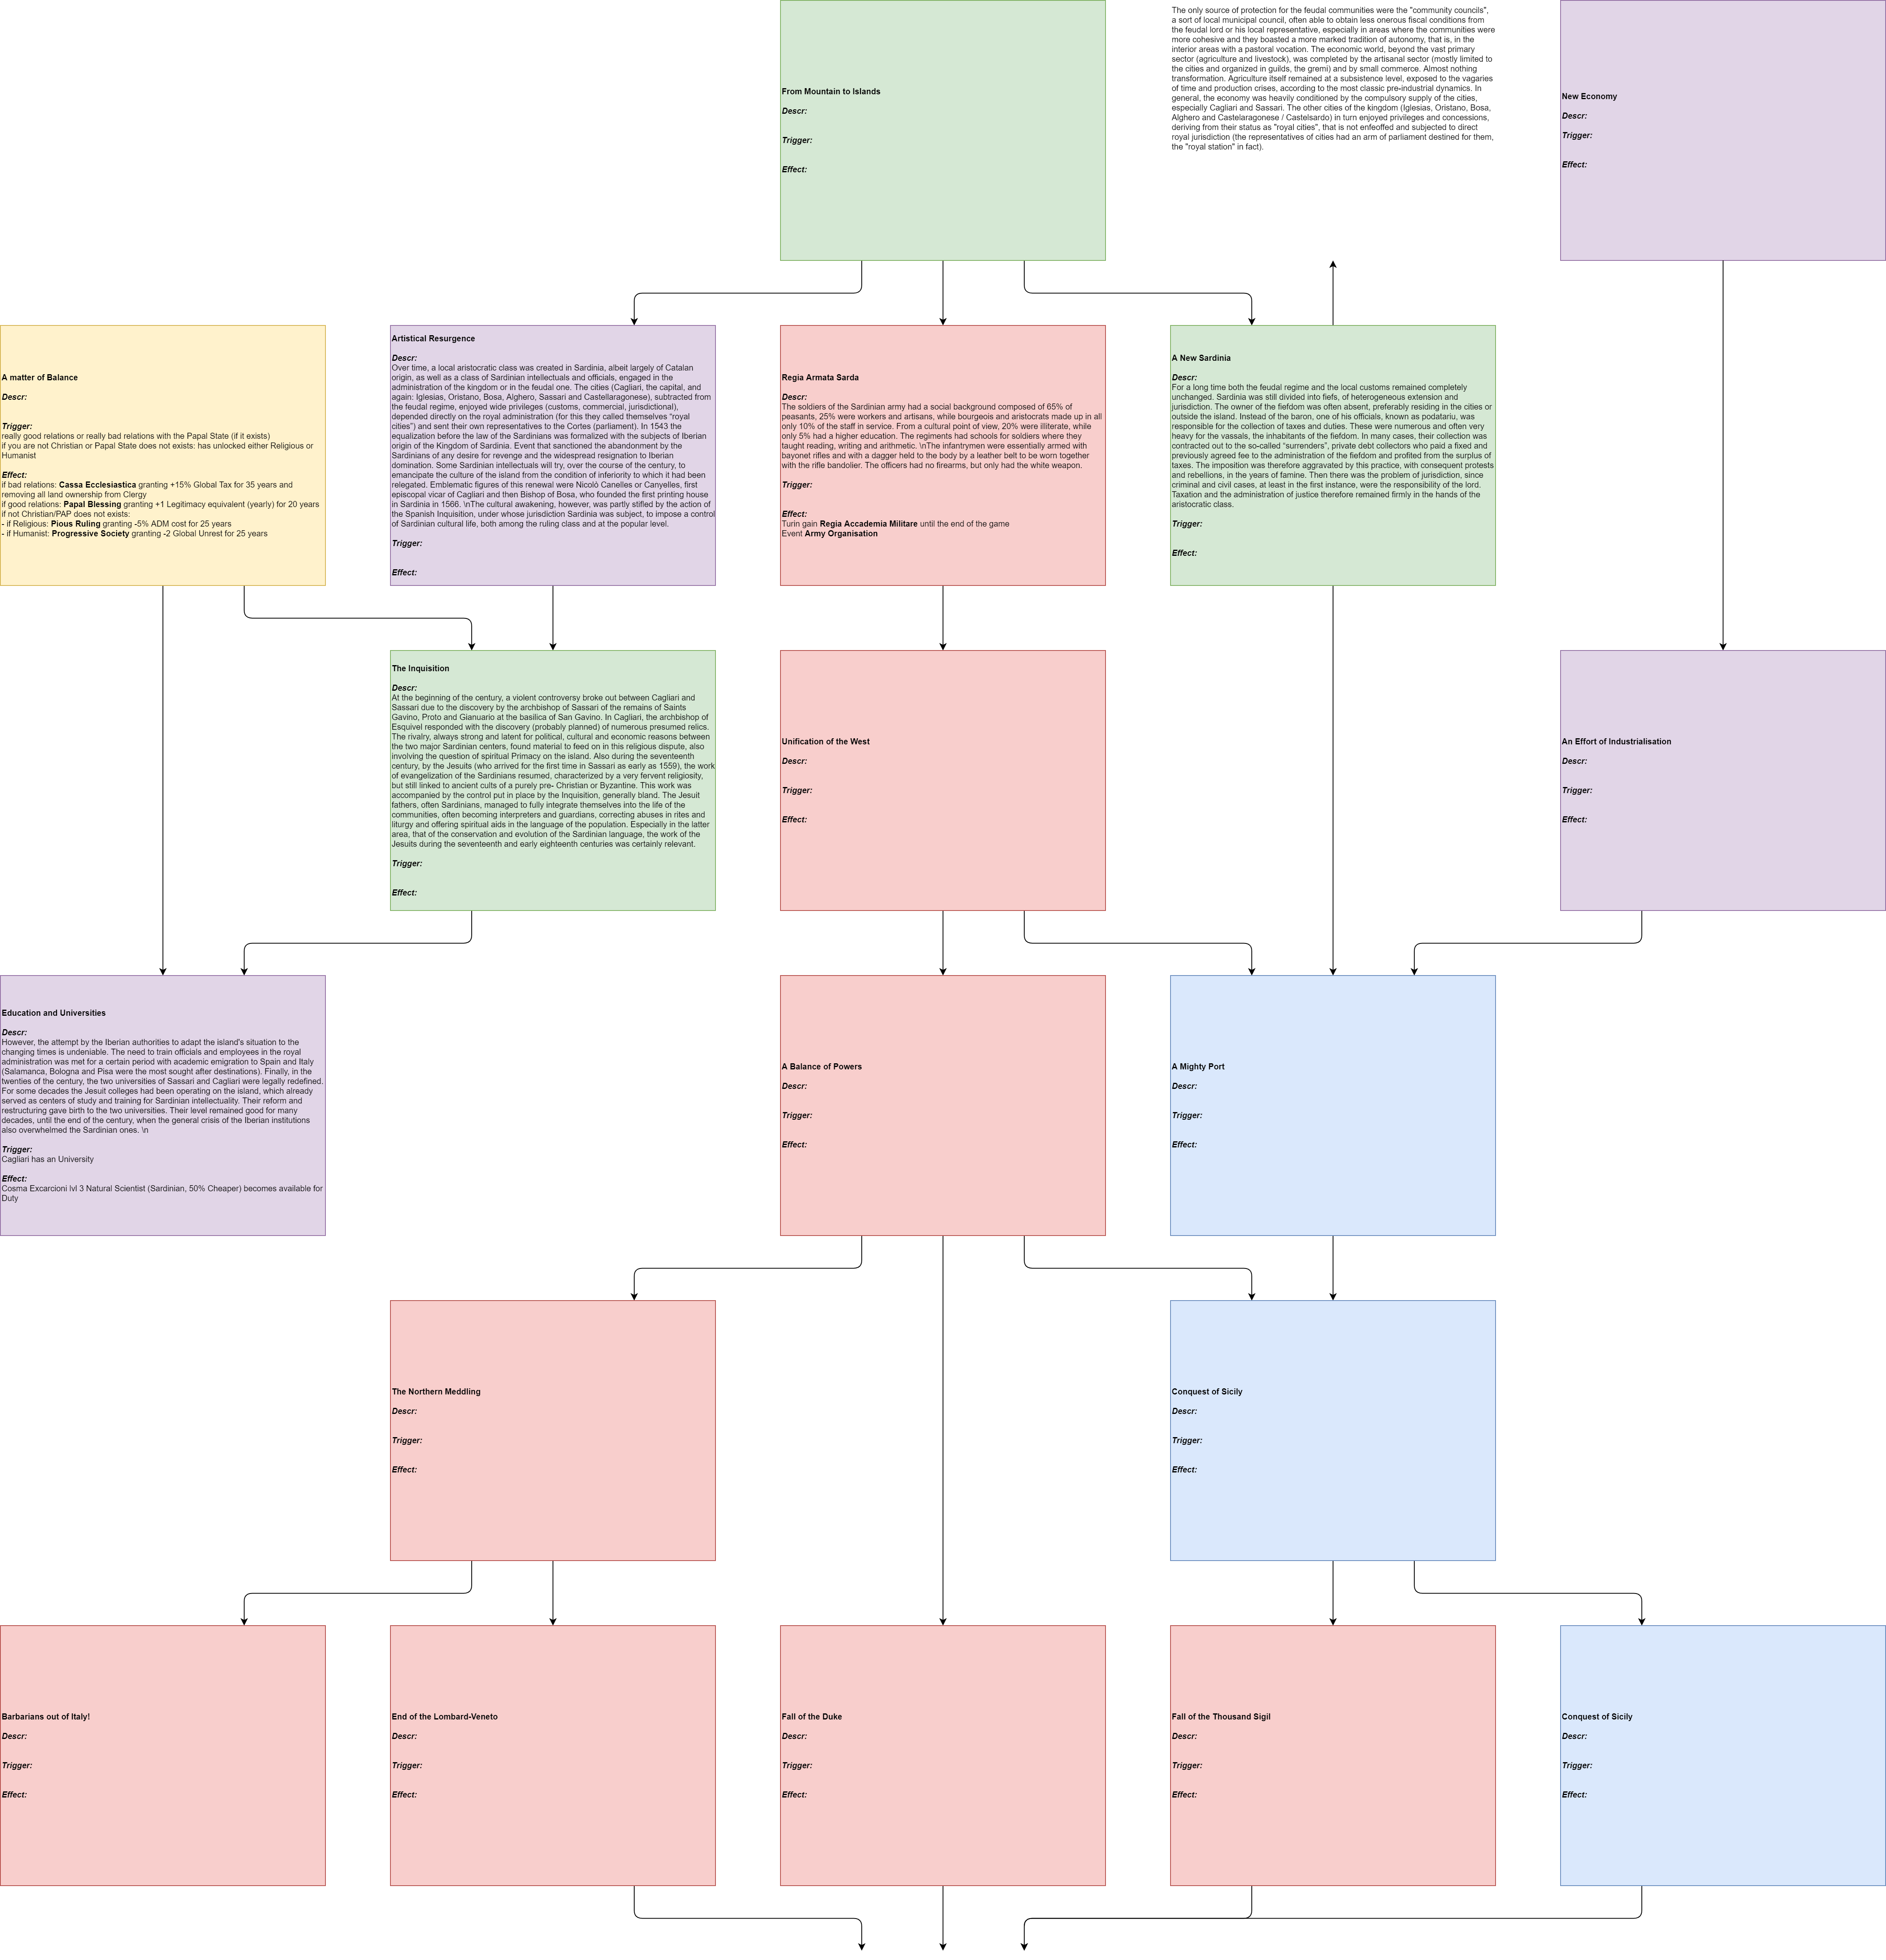 From Mountain to Islands
Descr:
Trigger:
Effect:
The only source of protection for the feudal communities were the "community councils",
a sort of local municipal council, often able to obtain less onerous fiscal conditions from
the feudal lord or his local representative, especially in areas where the communities were
more cohesive and they boasted a more marked tradition of autonomy, that is, in the
interior areas with a pastoral vocation. The economic world, beyond the vast primary
sector (agriculture and livestock), was completed by the artisanal sector (mostly limited to
the cities and organized in guilds, the gremi) and by small commerce. Almost nothing
transformation. Agriculture itself remained at a subsistence level, exposed to the vagaries
of time and production crises, according to the most classic pre-industrial dynamics. In
general, the economy was heavily conditioned by the compulsory supply of the cities,
especially Cagliari and Sassari. The other cities of the kingdom (Iglesias, Oristano, Bosa,
Alghero and Castelaragonese / Castelsardo) in turn enjoyed privileges and concessions,
deriving from their status as "royal cities", that is not enfeoffed and subjected to direct
royal jurisdiction (the representatives of cities had an arm of parliament destined for them,
the "royal station" in fact).
New Economy
Descr:
Trigger:
Effect:
A matter of Balance
Descr:
Trigger:
really good relations or really bad relations with the Papal State (if it exists)
if you are not Christian or Papal State does not exists: has unlocked either Religious or
Humanist
Effect:
if bad relations: Cassa Ecclesiastica granting +15% Global Tax for 35 years and
removing all land ownership from Clergy
if good relations: Papal Blessing granting +1 Legitimacy equivalent (yearly) for 20 years
if not Christian/PAP does not exists:
- if Religious: Pious Ruling granting -5% ADM cost for 25 years
- if Humanist: Progressive Society granting -2 Global Unrest for 25 years
Artistical Resurgence
Descr:
Over time, a local aristocratic class was created in Sardinia, albeit largely of Catalan
origin, as well as a class of Sardinian intellectuals and officials, engaged in the
administration of the kingdom or in the feudal one. The cities (Cagliari, the capital, and
again: Iglesias, Oristano, Bosa, Alghero, Sassari and Castellaragonese), subtracted from
the feudal regime, enjoyed wide privileges (customs, commercial, jurisdictional),
depended directly on the royal administration (for this they called themselves "royal
cities") and sent their own representatives to the Cortes (parliament). In 1543 the
equalization before the law of the Sardinians was formalized with the subjects of Iberian
origin of the Kingdom of Sardinia. Event that sanctioned the abandonment by the
Sardinians of any desire for revenge and the widespread resignation to Iberian
domination. Some Sardinian intellectuals will try, over the course of the century, to
emancipate the culture of the island from the condition of inferiority to which it had been
relegated. Emblematic figures of this renewal were Nicolò Canelles or Canyelles, first
episcopal vicar of Cagliari and then Bishop of Bosa, who founded the first printing house
in Sardinia in 1566. \nThe cultural awakening, however, was partly stifled by the action of
the Spanish Inquisition, under whose jurisdiction Sardinia was subject, to impose a control
of Sardinian cultural life, both among the ruling class and at the popular level.
Trigger:
Effect:
Regia Armata Sarda
Descr:
The soldiers of the Sardinian army had a social background composed of 65% of
peasants, 25% were workers and artisans, while bourgeois and aristocrats made up in all
only 10% of the staff in service. From a cultural point of view, 20% were illiterate, while
only 5% had a higher education. The regiments had schools for soldiers where they
taught reading, writing and arithmetic. \nThe infantrymen were essentially armed with
bayonet rifles and with a dagger held to the body by a leather belt to be worn together
with the rifle bandolier. The officers had no firearms, but only had the white weapon.
Trigger:
Effect:
Turin gain Regia Accademia Militare until the end of the game
Event Army Organisation
A New Sardinia
Descr:
For a long time both the feudal regime and the local customs remained completely
unchanged. Sardinia was still divided into fiefs, of heterogeneous extension and
jurisdiction. The owner of the fiefdom was often absent, preferably residing in the cities or
outside the island. Instead of the baron, one of his officials, known as podatariu, was
responsible for the collection of taxes and duties. These were numerous and often very
heavy for the vassals, the inhabitants of the fiefdom. In many cases, their collection was
contracted out to the so-called "surrenders", private debt collectors who paid a fixed and
previously agreed fee to the administration of the fiefdom and profited from the surplus of
taxes. The imposition was therefore aggravated by this practice, with consequent protests
and rebellions, in the years of famine. Then there was the problem of jurisdiction, since
criminal and civil cases, at least in the first instance, were the responsibility of the lord.
Taxation and the administration of justice therefore remained firmly in the hands of the
aristocratic class.
Trigger:
Effect:
The Inquisition
Descr:
At the beginning of the century, a violent controversy broke out between Cagliari and
Sassari due to the discovery by the archbishop of Sassari of the remains of Saints
Gavino, Proto and Gianuario at the basilica of San Gavino. In Cagliari, the archbishop of
Esquivel responded with the discovery (probably planned) of numerous presumed relics.
The rivalry, always strong and latent for political, cultural and economic reasons between
the two major Sardinian centers, found material to feed on in this religious dispute, also
involving the question of spiritual Primacy on the island. Also during the seventeenth
century, by the Jesuits (who arrived for the first time in Sassari as early as 1559), the work
of evangelization of the Sardinians resumed, characterized by a very fervent religiosity,
but still linked to ancient cults of a purely pre- Christian or Byzantine. This work was
accompanied by the control put in place by the Inquisition, generally bland. The Jesuit
fathers, often Sardinians, managed to fully integrate themselves into the life of the
communities, often becoming interpreters and guardians, correcting abuses in rites and
liturgy and offering spiritual aids in the language of the population. Especially in the latter
area, that of the conservation and evolution of the Sardinian language, the work of the
Jesuits during the seventeenth and early eighteenth centuries was certainly relevant.
Trigger:
Effect:
Unification of the West
Descr:
Trigger:
Effect:
An Effort of Industrialisation
Descr:
Trigger:
Effect:
Education and Universities
Descr:
However, the attempt by the Iberian authorities to adapt the island's situation to the
changing times is undeniable. The need to train officials and employees in the royal
administration was met for a certain period with academic emigration to Spain and Italy
(Salamanca, Bologna and Pisa were the most sought after destinations). Finally, in the
twenties of the century, the two universities of Sassari and Cagliari were legally redefined.
For some decades the Jesuit colleges had been operating on the island, which already
served as centers of study and training for Sardinian intellectuality. Their reform and
restructuring gave birth to the two universities. Their level remained good for many
decades, until the end of the century, when the general crisis of the Iberian institutions
also overwhelmed the Sardinian ones. \n
Trigger:
Cagliari has an University
Effect:
Cosma Excarcioni lvl 3 Natural Scientist (Sardinian, 50% Cheaper) becomes available for
Duty
A Balance of Powers
Descr:
Trigger:
Effect:
A Mighty Port
Descr:
Trigger:
Effect:
The Northern Meddling
Descr:
Trigger:
Effect:
Conquest of Sicily
Descr:
Trigger:
Effect:
Barbarians out of Italy!
Descr:
Trigger:
Effect:
End of the Lombard-Veneto
Descr:
Trigger:
Effect:
Fall of the Duke
Descr:
Trigger:
Effect:
Fall of the Thousand Sigil
Descr:
Trigger:
Effect:
Conquest of Sicily
Descr:
Trigger:
Effect: